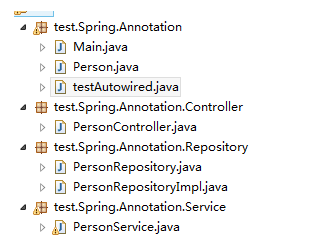 test.Spring.Annotation
Main.java
Person.java
testAutowired.java
test.Spring.Annotation.Controller
PersonController.java
test.Spring.Annotation.Repository
PersonRepository.java
PersonRepositoryImpl.java
test.Spring.Annotation.Service
PersonService.java